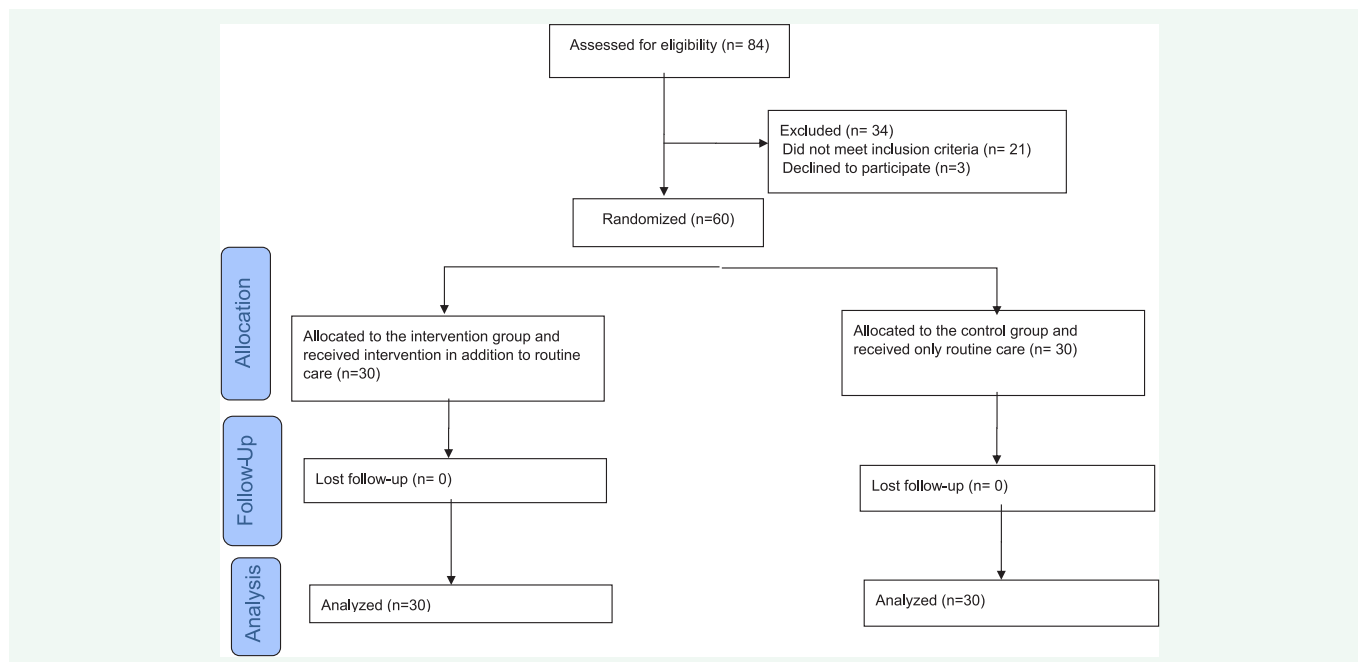 Assessed for eligibility (n= 84)
Excluded (n= 34)
Did not meet inclusion criteria (n= 21)
Declined to participate (n=3)
Randomized (n=60)
Allocation
Allocated to the intervention group and
received intervention in addition to routine
care (n=30)
Allocated to the control group and
received only routine care (n= 30)
Follow-Up
Lost follow-up (n= 0)
Lost follow-up (n= 0)
Analysis
Analyzed (n=30)
Analyzed (n=30)